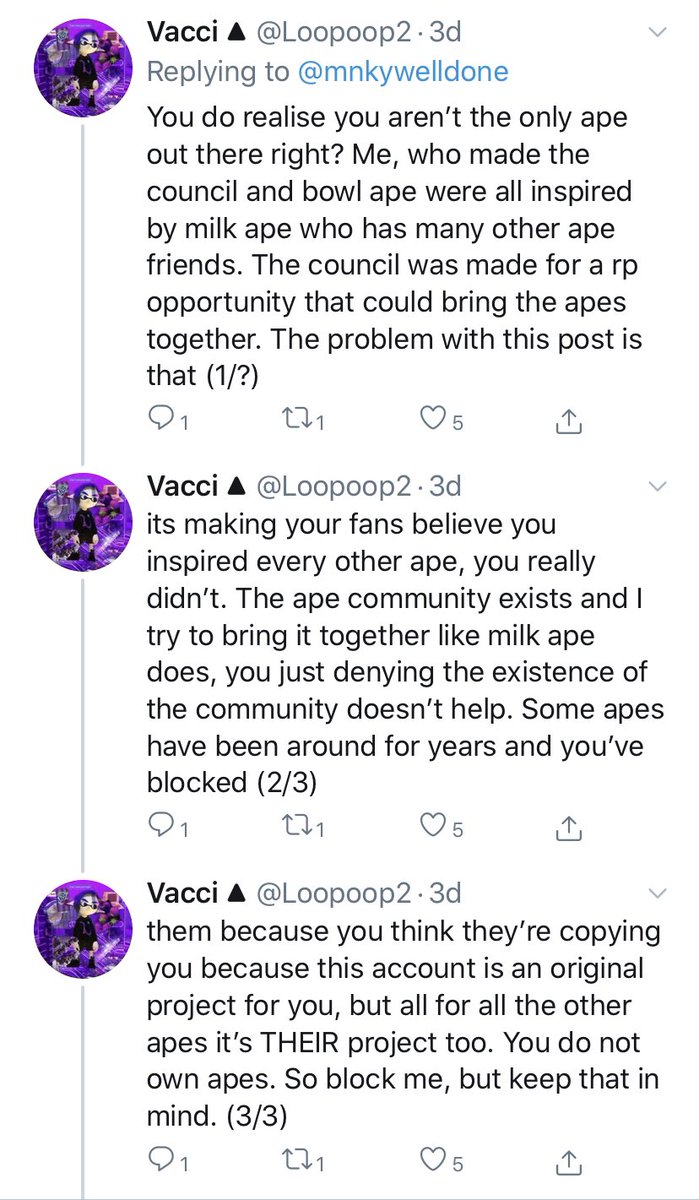 Vacci ▲ @Loopoop2 · 3d
Replying to @mnkywelldone
You do realise you aren’t the only ape
out there right? Me, who made the
council and bowl ape were all inspired
by milk ape who has many other ape
friends. The council was made for a rp
opportunity that could bring the apes
together. The problem with this post is
that (1/?)
1 1 5
Vacci ▲ @Loopoop2 · 3d
its making your fans believe you
inspired every other ape, you really
didn’t. The ape community exists and I
try to bring it together like milk ape
does, you just denying the existence of
the community doesn’t help. Some apes
have been around for years and you’ve
blocked (2/3)
1 1 5
Vacci ▲ @Loopoop2 · 3d
them because you think they’re copying
you because this account is an original
project for you, but all for all the other
apes it’s THEIR project too. You do not
own apes. So block me, but keep that in
mind. (3/3)
1 1 5